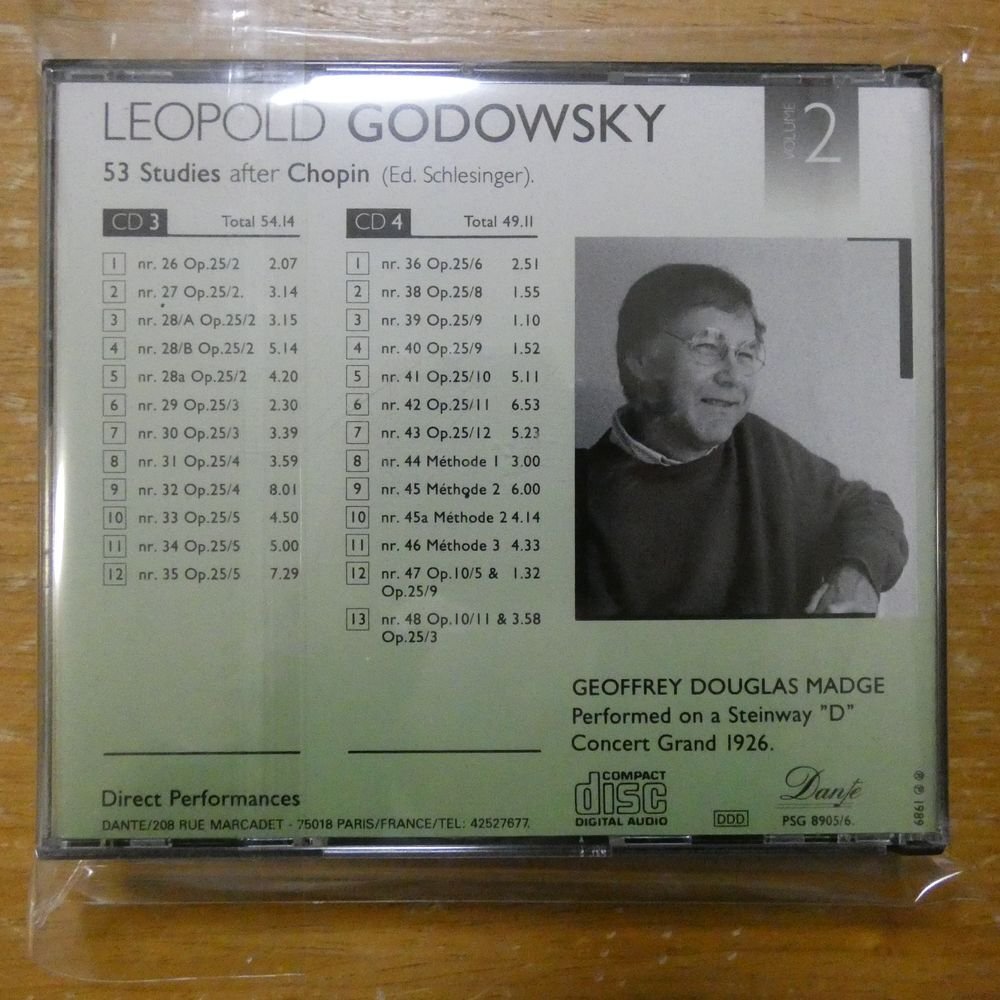 LEOPOLD GODOWSKY
VOLUME 2
53 Studies after Chopin (Ed. Schlesinger).
CD 3 Total 54.14
1 nr. 26 Op.25/2 2.07
2 nr. 27 Op.25/2. 3.14
3 nr. 28/A Op.25/2 3.15
4 nr. 28/B Op.25/2 5.14
5 nr. 28a Op.25/2 4.20
6 nr. 29 Op.25/3 2.30
7 nr. 30 Op.25/3 3.39
8 nr. 31 Op.25/4 3.59
9 nr. 32 Op.25/4 8.01
10 nr. 33 Op.25/5 4.50
11 nr. 34 Op.25/5 5.00
12 nr. 35 Op.25/5 7.29
CD 4 Total 49.11
1 nr. 36 Op.25/6 2.51
2 nr. 38 Op.25/8 1.55
3 nr. 39 Op.25/9 1.10
4 nr. 40 Op.25/9 1.52
5 nr. 41 Op.25/10 5.11
6 nr. 42 Op.25/11 6.53
7 nr. 43 Op.25/12 5.23
8 nr. 44 Méthode 1 3.00
9 nr. 45 Méthode 2 6.00
10 nr. 45a Méthode 2 4.14
11 nr. 46 Méthode 3 4.33
12 nr. 47 Op.10/5 & 1.32
Op.25/9
13 nr. 48 Op.10/11 & 3.58
Op.25/3
GEOFFREY DOUGLAS MADGE
Performed on a Steinway "D"
Concert Grand 1926.
Direct Performances
DANTE/208 RUE MARCADET - 75018 PARIS/FRANCE/TEL: 42527677.
COMPACT
disc
DIGITAL AUDIO
DDD
Dante
PSG 8905/6.
1989